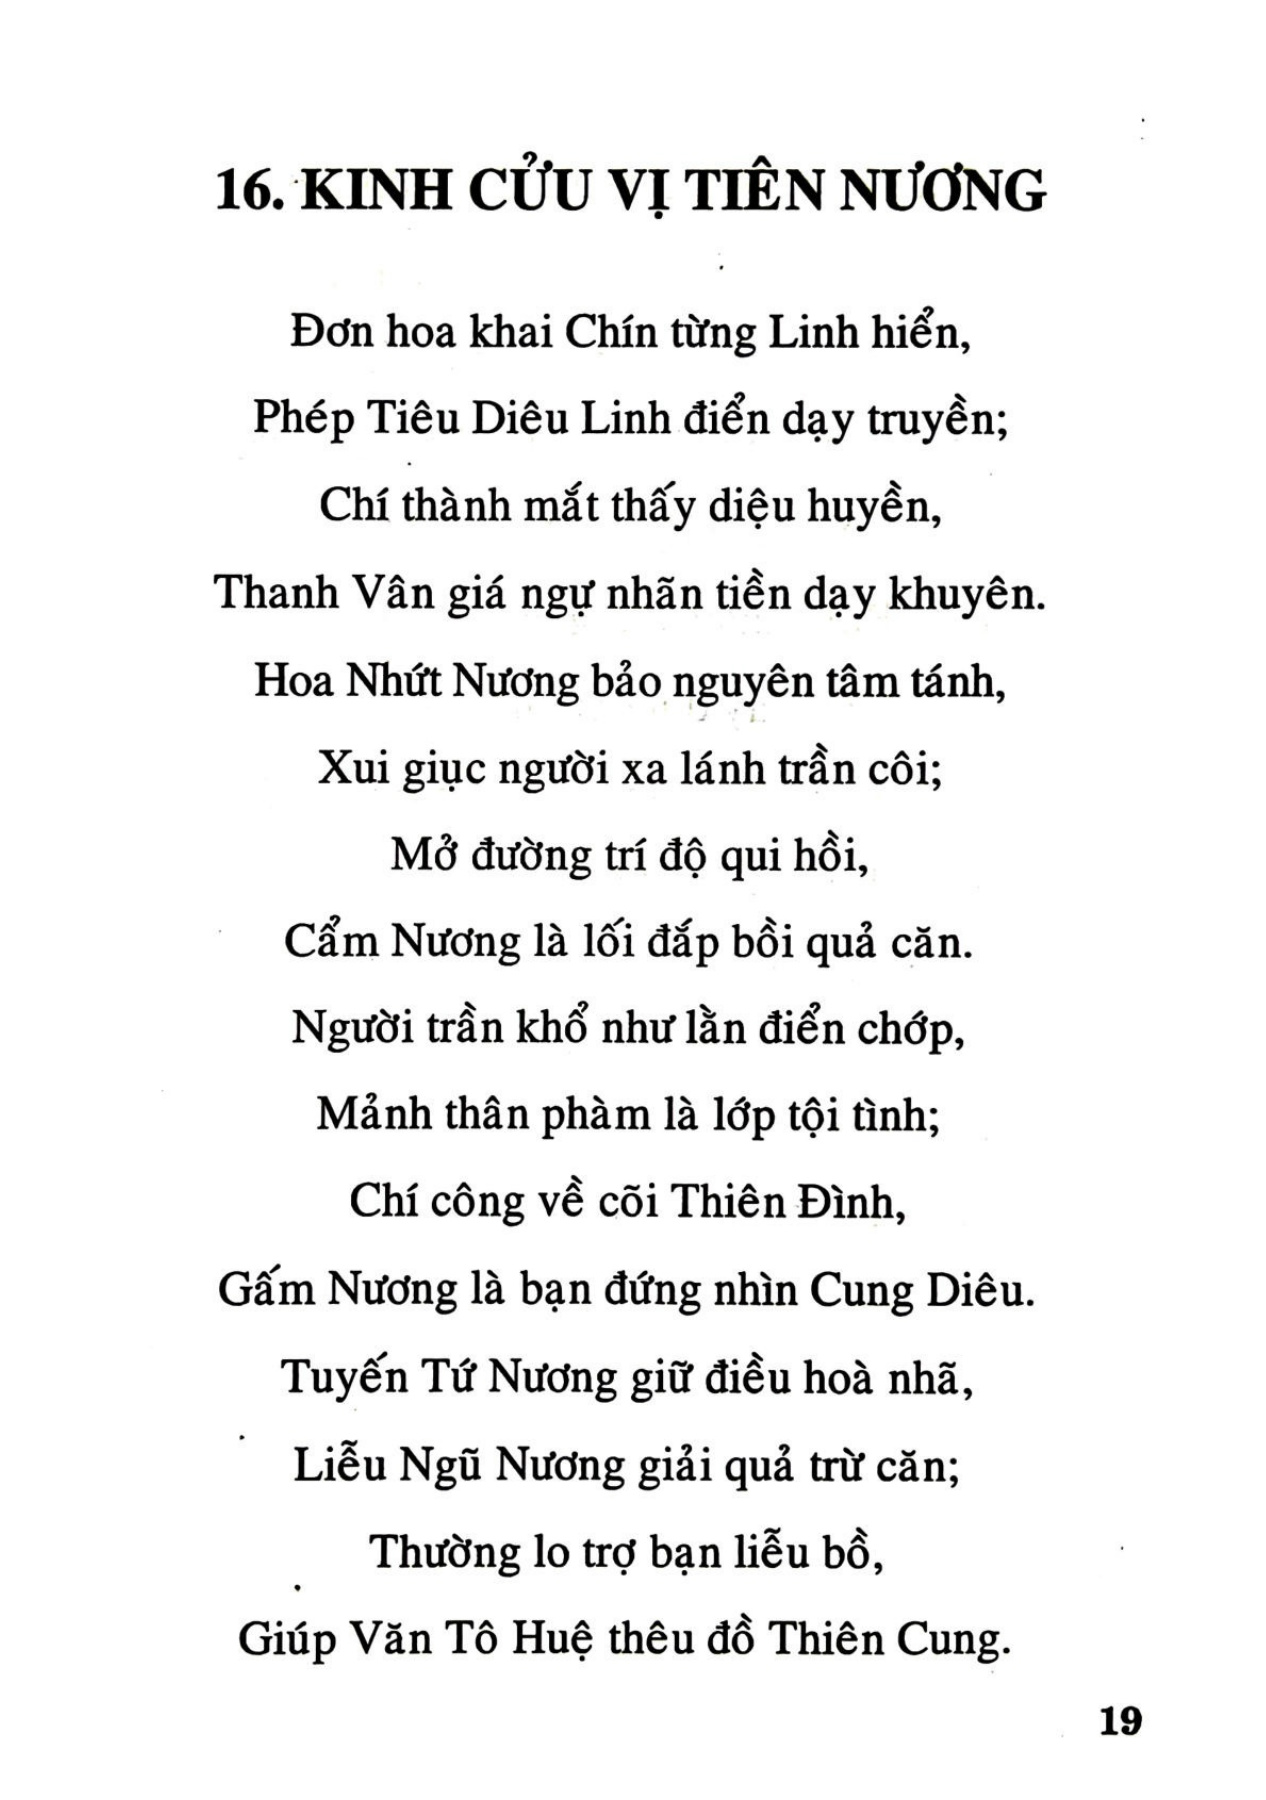 16. KINH CỬU VỊ TIÊN NƯƠNG
Đơn hoa khai Chín từng Linh hiển,
Phép Tiêu Diêu Linh điển dạy truyền;
Chí thành mắt thấy diệu huyền,
Thanh Vân giá ngự nhãn tiền dạy khuyên.
Hoa Nhứt Nương bảo nguyên tâm tánh,
Xui giục người xa lánh trần côi;
Mở đường trí độ qui hồi,
Cẩm Nương là lối đắp bồi quả căn.
Người trần khổ như lằn điển chớp,
Mảnh thân phàm là lớp tội tình;
Chí công về cõi Thiên Đình,
Gấm Nương là bạn đứng nhìn Cung Diêu.
Tuyến Tứ Nương giữ điều hoà nhã,
Liễu Ngũ Nương giải quả trừ căn;
Thường lo trợ bạn liễu bồ,
Giúp Văn Tô Huệ thêu đồ Thiên Cung.
19